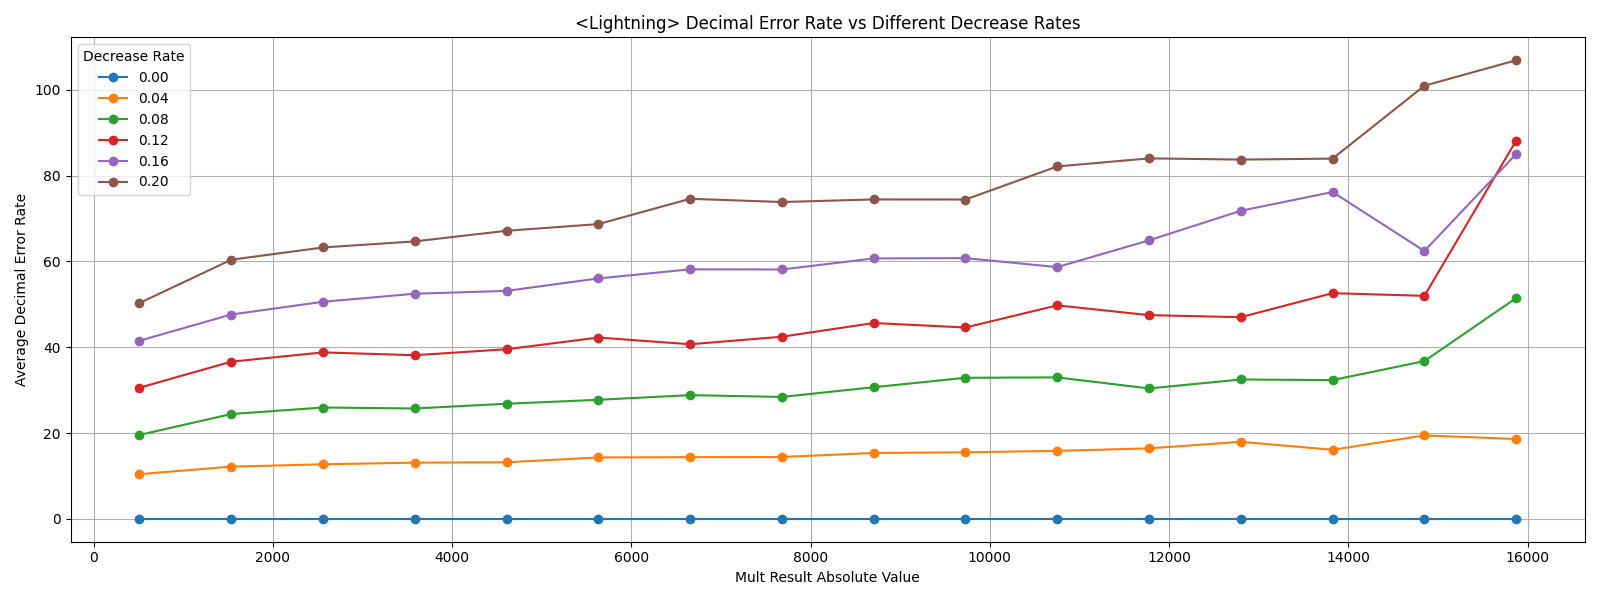 <Lightning> Decimal Error Rate vs Different Decrease Rates
Decrease Rate
0.00
0.04
0.08
0.12
0.16
0.20
Average Decimal Error Rate
100
80
60
40
20
0
0 2000 4000 6000 8000 10000 12000 14000 16000
Mult Result Absolute Value